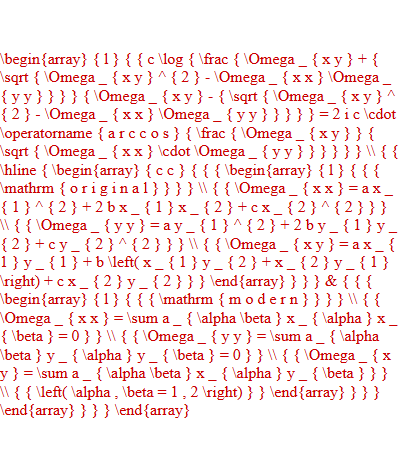 \begin{array} { 1 } { { c \log { \frac { \Omega _ { x y } + {
\sqrt { \Omega _ { x y } ^ { 2 } - \Omega _ { x x } \Omega _
{ y y } } } } { \Omega _ { x y } - { \sqrt { \Omega _ { x y } ^
{ 2 } - \Omega _ { x x } \Omega _ { y y } } } } } = 2 i c \cdot
\operatorname { a r c c o s } { \frac { \Omega _ { x y } } {
\sqrt { \Omega _ { x x } \cdot \Omega _ { y y } } } } } } \\ { {
\hline { \begin{array} { c c } { { { \begin{array} { 1 } { { {
\mathrm { o r i g i n a l } } } } \\ { { \Omega _ { x x } = a x _
{ 1 } ^ { 2 } + 2 b x _ { 1 } x _ { 2 } + c x _ { 2 } ^ { 2 } } }
\\ { { \Omega _ { y y } = a y _ { 1 } ^ { 2 } + 2 b y _ { 1 } y _
{ 2 } + c y _ { 2 } ^ { 2 } } } \\ { { \Omega _ { x y } = a x _ {
1 } y _ { 1 } + b \left( x _ { 1 } y _ { 2 } + x _ { 2 } y _ { 1 }
\right) + c x _ { 2 } y _ { 2 } } } \end{array} } } } & { { {
\begin{array} { 1 } { { { \mathrm { m o d e r n } } } } \\ { {
\Omega _ { x x } = \sum a _ { \alpha \beta } x _ { \alpha } x _
{ \beta } = 0 } } \\ { { \Omega _ { y y } = \sum a _ { \alpha
\beta } y _ { \alpha } y _ { \beta } = 0 } } \\ { { \Omega _ { x
y } = \sum a _ { \alpha \beta } x _ { \alpha } y _ { \beta } } }
\\ { { \left( \alpha , \beta = 1 , 2 \right) } } \end{array} } } }
\end{array} } } } \end{array}